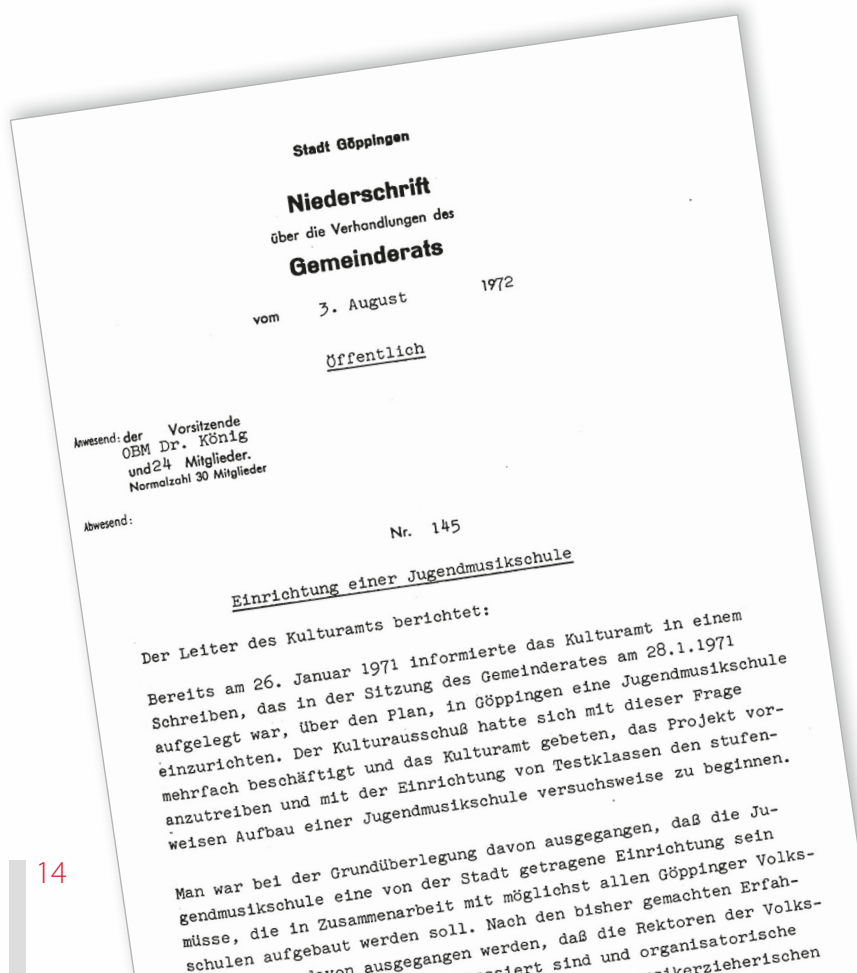 Stadt Göppingen
Niederschrift
über die Verhandlungen des
Gemeinderats
vom 3. August 1972
Öffentlich
Anwesend: der Vorsitzende
OBM Dr. König
und 24 Mitglieder.
Normalzahl 30 Mitglieder
Abwesend:
Nr. 145
Einrichtung einer Jugendmusikschule
Der Leiter des Kulturamts berichtet:
Bereits am 26. Januar 1971 informierte das Kulturamt in einem
Schreiben, das in der Sitzung des Gemeinderates am 28.1.1971
aufgelegt war, über den Plan, in Göppingen eine Jugendmusikschule
einzurichten. Der Kulturausschuß hatte sich mit dieser Frage
mehrfach beschäftigt und das Kulturamt gebeten, das Projekt vor-
anzutreiben und mit der Einrichtung von Testklassen den stufen-
weisen Aufbau einer Jugendmusikschule versuchsweise zu beginnen.
Man war bei der Grundüberlegung davon ausgegangen, daß die Ju-
gendmusikschule eine von der Stadt getragene Einrichtung sein
müsse, die in Zusammenarbeit mit möglichst allen Göppinger Volks-
schulen aufgebaut werden soll. Nach den bisher gemachten Erfah-
davon ausgegangen werden, daß die Rektoren der Volks-
sind und organisatorische
14